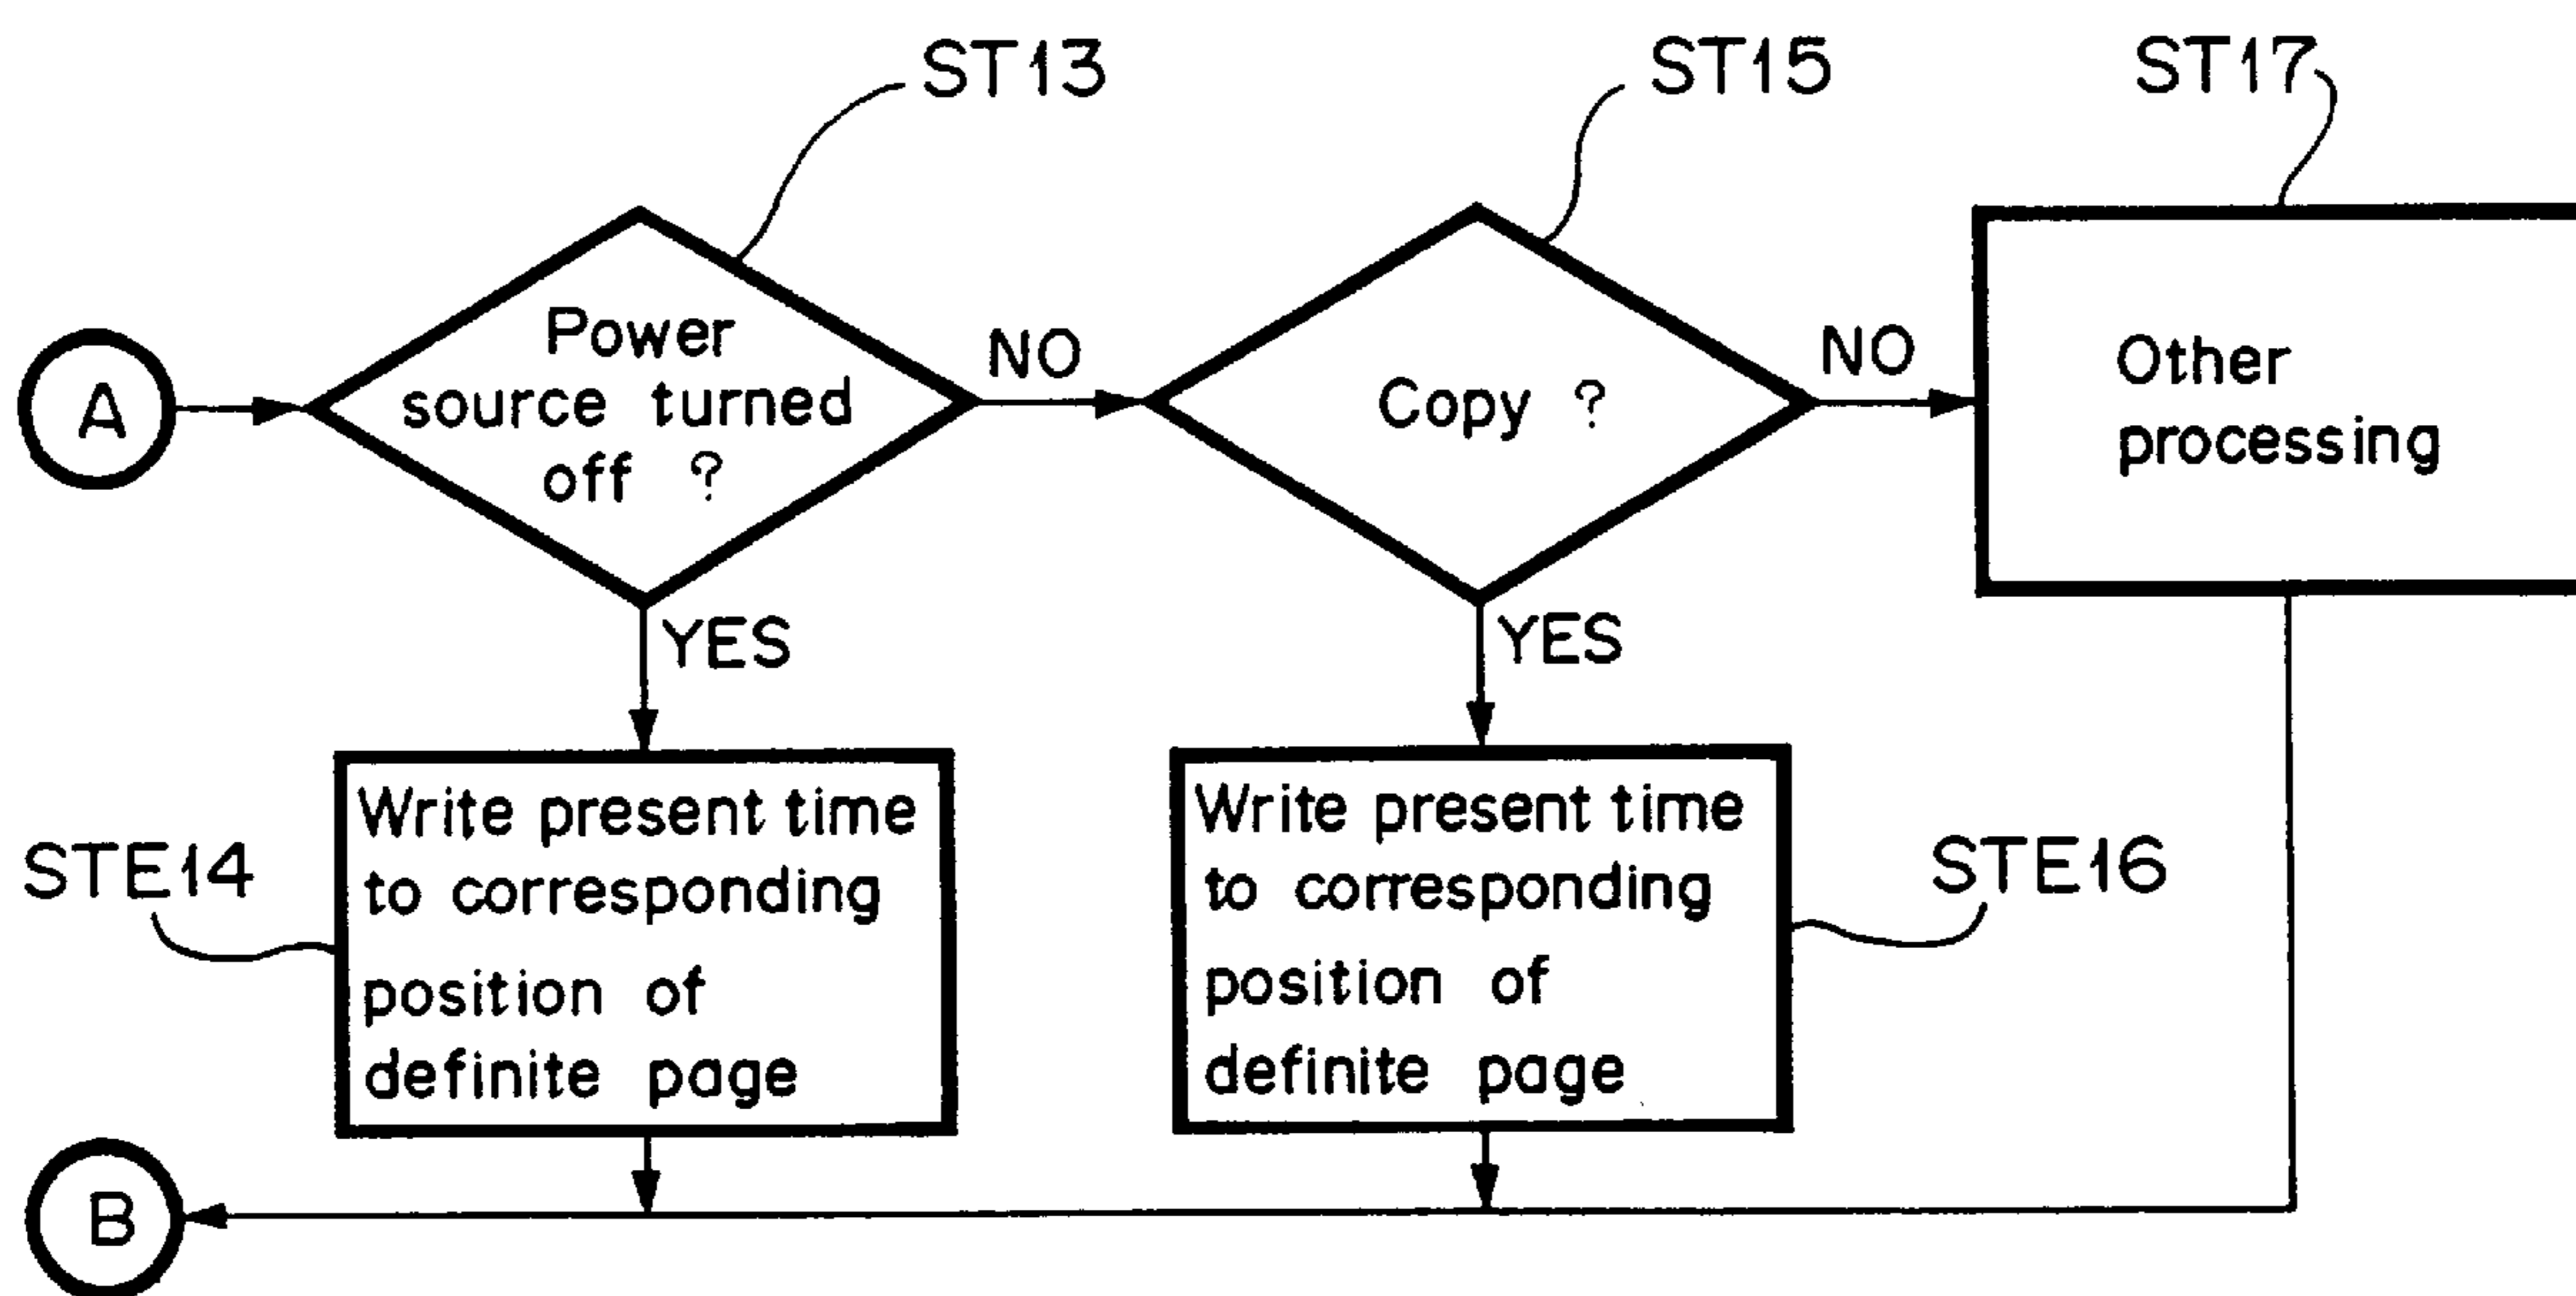 ST13
ST15
ST17
A
Power
source turned
off ?
NO
Copy ?
NO
Other
processing
YES
YES
STE14
Write present time
to corresponding
position of
definite page
Write present time
to corresponding
position of
definite page
STE16
B